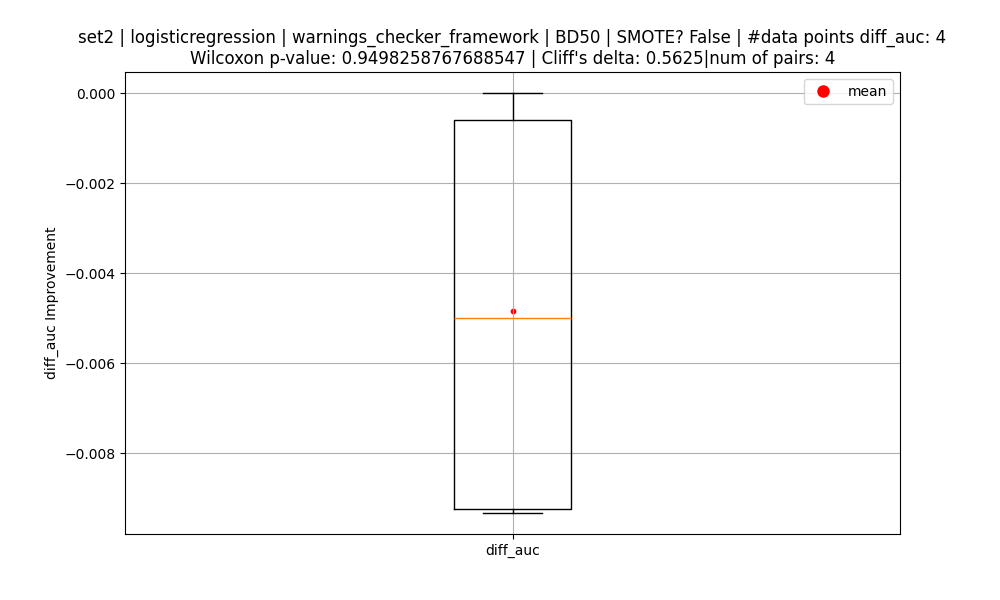 set2 | logisticregression | warnings_checker_framework | BD50 | SMOTE? False | #data points diff_auc: 4
Wilcoxon p-value: 0.9498258767688547 | Cliff's delta: 0.5625|num of pairs: 4
mean
0.000
−0.002
−0.004
−0.006
−0.008
diff_auc Improvement
diff_auc